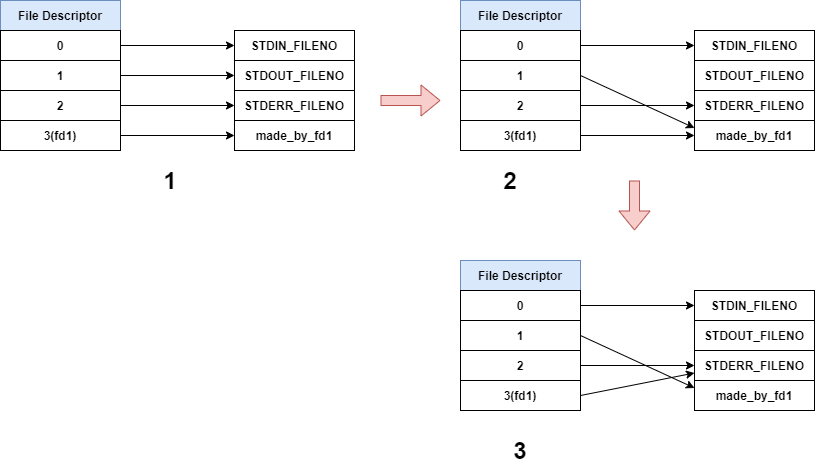 File Descriptor
0 STDIN_FILENO
1 STDOUT_FILENO
2 STDERR_FILENO
3(fd1) made_by_fd1
1
File Descriptor
0 STDIN_FILENO
1 STDOUT_FILENO
2 STDERR_FILENO
3(fd1) made_by_fd1
2
File Descriptor
0 STDIN_FILENO
1 STDOUT_FILENO
2 STDERR_FILENO
3(fd1) made_by_fd1
3